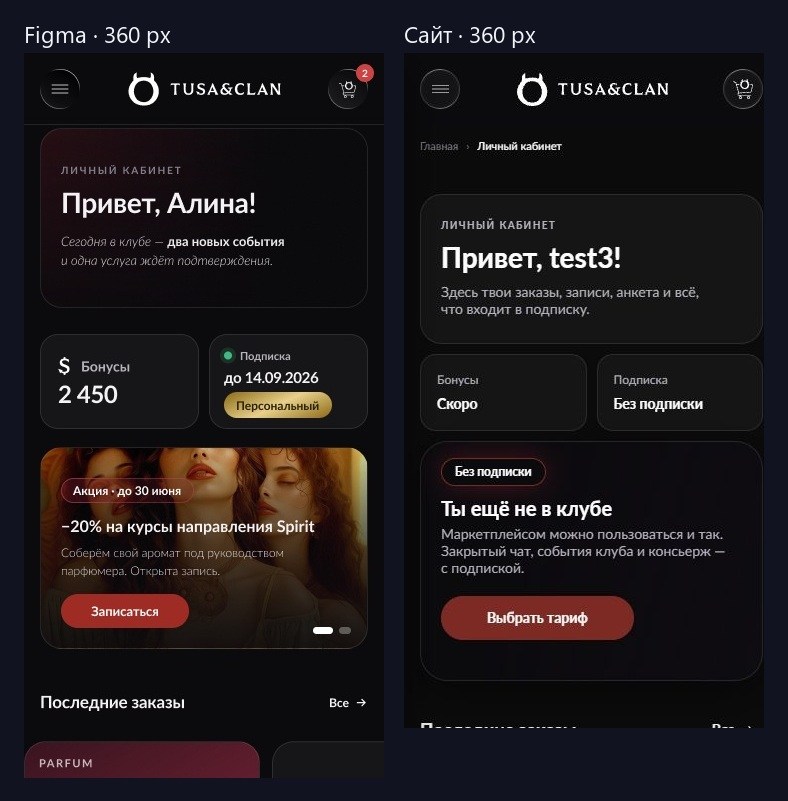 Figma · 360 px
TUSA&CLAN
2
ЛИЧНЫЙ КАБИНЕТ
Привет, Алина!
Сегодня в клубе — два новых события
и одна услуга ждёт подтверждения.
$ Бонусы
2 450
Подписка
до 14.09.2026
Персональный
Акция · до 30 июня
−20% на курсы направления Spirit
Соберём свой аромат под руководством
парфюмера. Открыта запись.
Записаться
Последние заказы
Все →
PARFUM
Сайт · 360 px
TUSA&CLAN
Главная › Личный кабинет
ЛИЧНЫЙ КАБИНЕТ
Привет, test3!
Здесь твои заказы, записи, анкета и всё,
что входит в подписку.
Бонусы
Скоро
Подписка
Без подписки
Без подписки
Ты ещё не в клубе
Маркетплейсом можно пользоваться и так.
Закрытый чат, события клуба и консьерж —
с подпиской.
Выбрать тариф